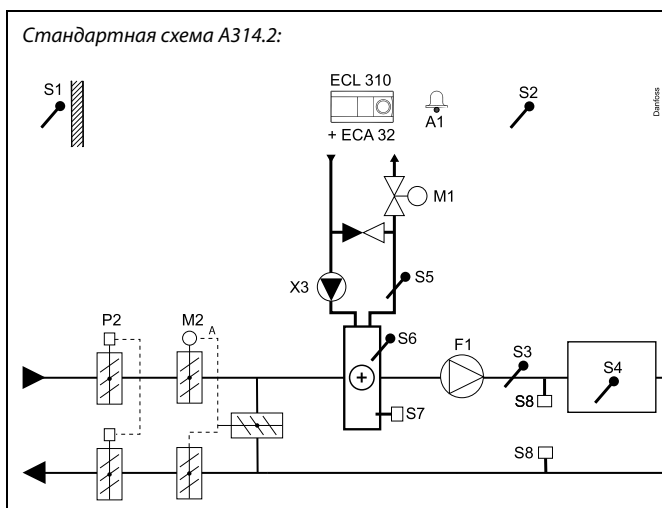 Стандартная схема A314.2:
S1
ECL 310
+ ECA 32
A1
S2
Danfoss
M1
X3
S5
P2
M2
A
S6
F1
S3
S4
S7
S8
S8